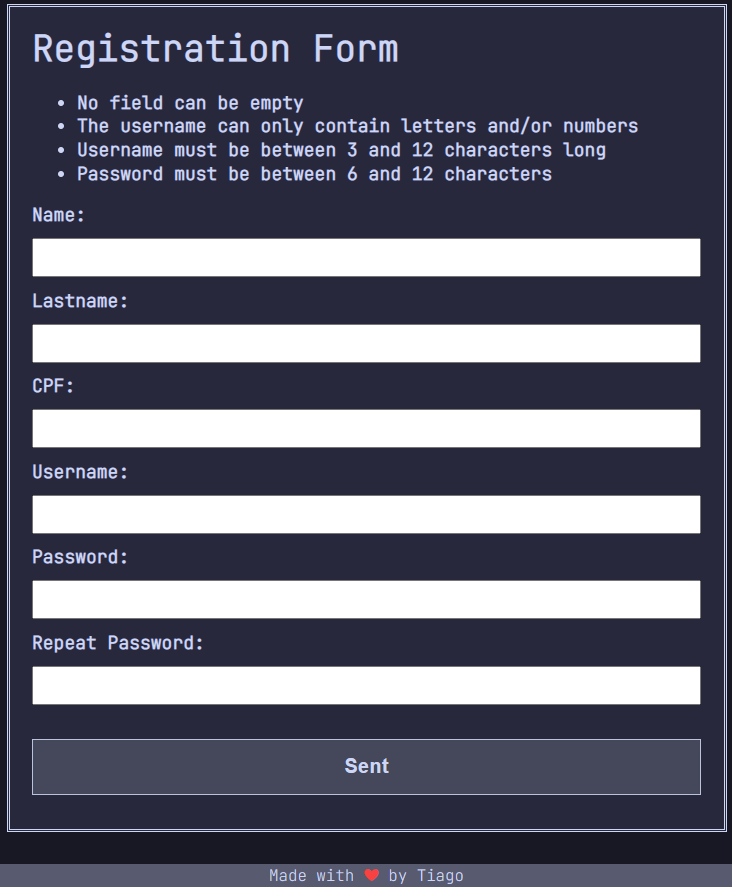 Registration Form
• No field can be empty
• The username can only contain letters and/or numbers
• Username must be between 3 and 12 characters long
• Password must be between 6 and 12 characters
Name:
Lastname:
CPF:
Username:
Password:
Repeat Password:
Sent
Made with ❤️ by Tiago